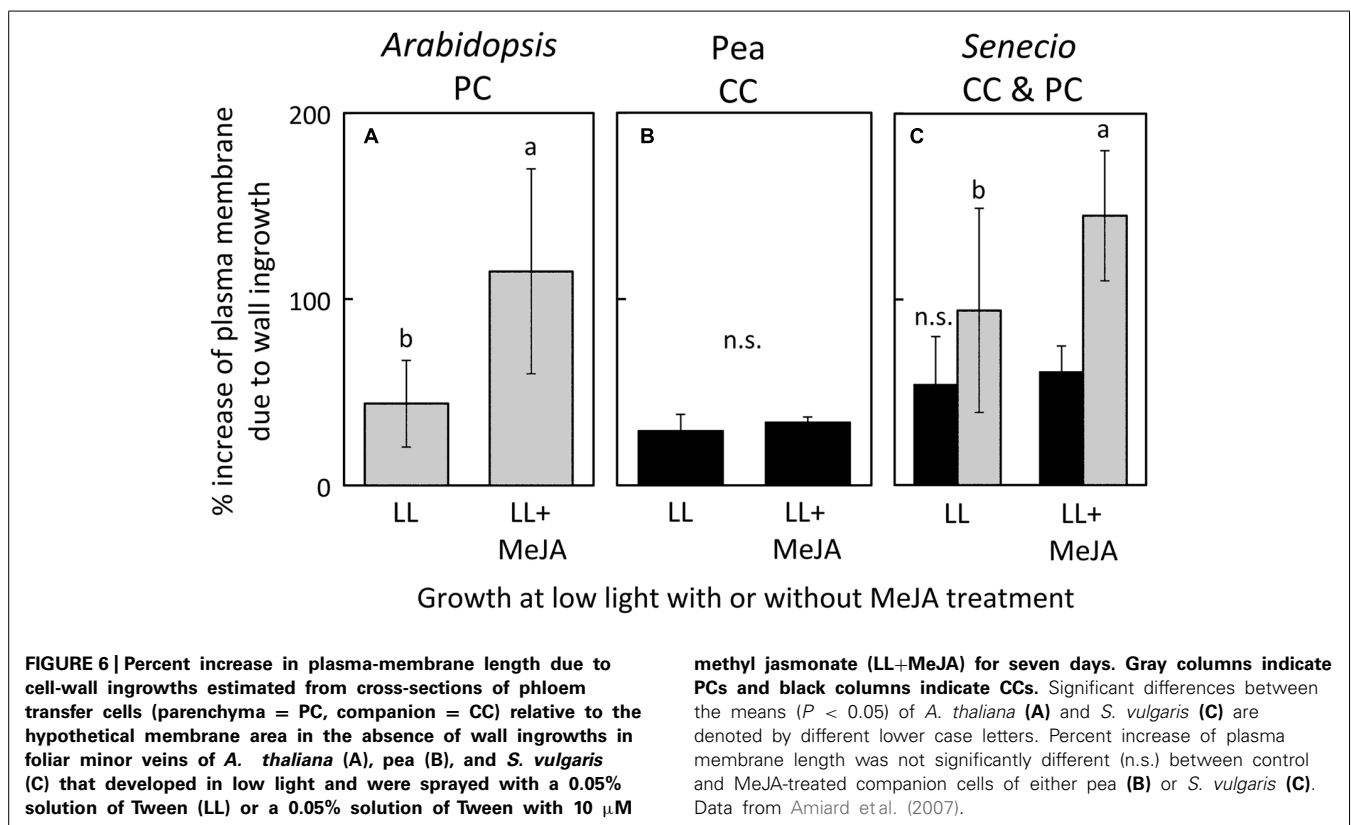 Arabidopsis
PC
Pea
CC
Senecio
CC & PC
% increase of plasma membrane
due to wall ingrowth
200
100
0
A
b
a
B
n.s.
C
n.s.
b
a
LL
LL+
MeJA
LL
LL+
MeJA
LL
LL+
MeJA
Growth at low light with or without MeJA treatment
FIGURE 6 | Percent increase in plasma-membrane length due to
cell-wall ingrowths estimated from cross-sections of phloem
transfer cells (parenchyma = PC, companion = CC) relative to the
hypothetical membrane area in the absence of wall ingrowths in
foliar minor veins of A. thaliana (A), pea (B), and S. vulgaris
(C) that developed in low light and were sprayed with a 0.05%
solution of Tween (LL) or a 0.05% solution of Tween with 10 μM
methyl jasmonate (LL+MeJA) for seven days. Gray columns indicate
PCs and black columns indicate CCs. Significant differences between
the means (P < 0.05) of A. thaliana (A) and S. vulgaris (C) are
denoted by different lower case letters. Percent increase of plasma
membrane length was not significantly different (n.s.) between control
and MeJA-treated companion cells of either pea (B) or S. vulgaris (C).
Data from Amiard et al. (2007).